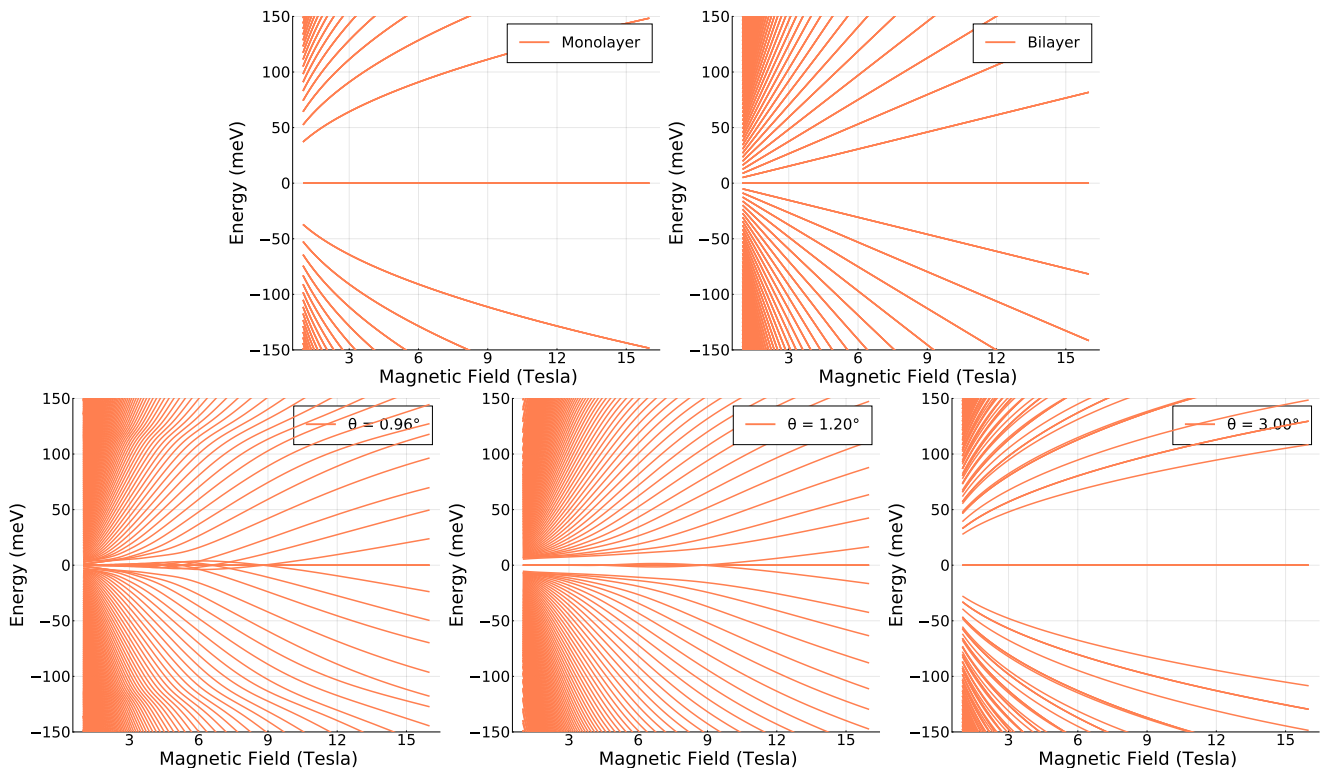 150
100
50
0
−50
−100
−150
Energy (meV)
3 6 9 12 15
Magnetic Field (Tesla)
Monolayer
150
100
50
0
−50
−100
−150
Energy (meV)
3 6 9 12 15
Magnetic Field (Tesla)
Bilayer
150
100
50
0
−50
−100
−150
Energy (meV)
3 6 9 12 15
Magnetic Field (Tesla)
θ = 0.96°
150
100
50
0
−50
−100
−150
Energy (meV)
3 6 9 12 15
Magnetic Field (Tesla)
θ = 1.20°
150
100
50
0
−50
−100
−150
Energy (meV)
3 6 9 12 15
Magnetic Field (Tesla)
θ = 3.00°